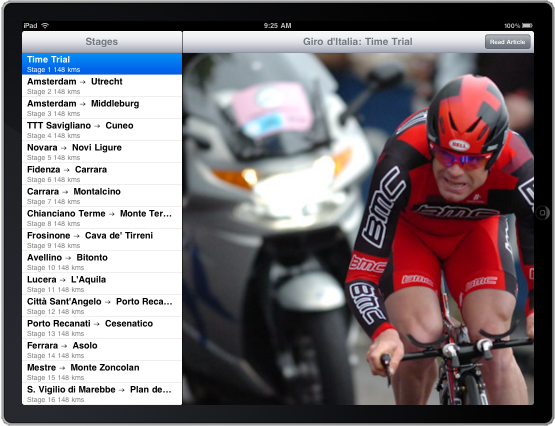 iPad 9:25 AM 100%
Stages
Giro d'Italia: Time Trial
Read Article
Time Trial
Stage 1 148 kms
Amsterdam → Utrecht
Stage 2 148 kms
Amsterdam → Middleburg
Stage 3 148 kms
TTT Savigliano → Cuneo
Stage 4 148 kms
Novara → Novi Ligure
Stage 5 148 kms
Fidenza → Carrara
Stage 6 148 kms
Carrara → Montalcino
Stage 7 148 kms
Chianciano Terme → Monte Ter...
Stage 8 148 kms
Frosinone → Cava de' Tirreni
Stage 9 148 kms
Avellino → Bitonto
Stage 10 148 kms
Lucera → L'Aquila
Stage 11 148 kms
Città Sant'Angelo → Porto Reca...
Stage 12 148 kms
Porto Recanati → Cesenatico
Stage 13 148 kms
Ferrara → Asolo
Stage 14 148 kms
Mestre → Monte Zoncolan
Stage 15 148 kms
S. Vigilio di Marebbe → Plan de...
Stage 16 148 kms
BELL
BMC
BMC
BMC
BMC
BMC